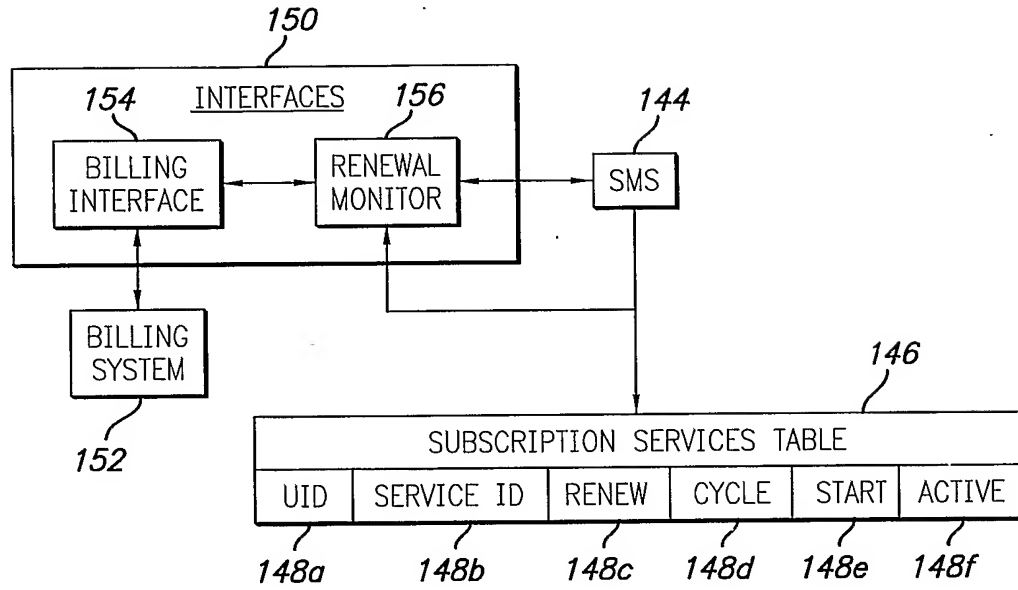 150
INTERFACES
154
156
144
BILLING
INTERFACE
RENEWAL
MONITOR
SMS
BILLING
SYSTEM
152
146
SUBSCRIPTION SERVICES TABLE
UID SERVICE ID RENEW CYCLE START ACTIVE
148a 148b 148c 148d 148e 148f